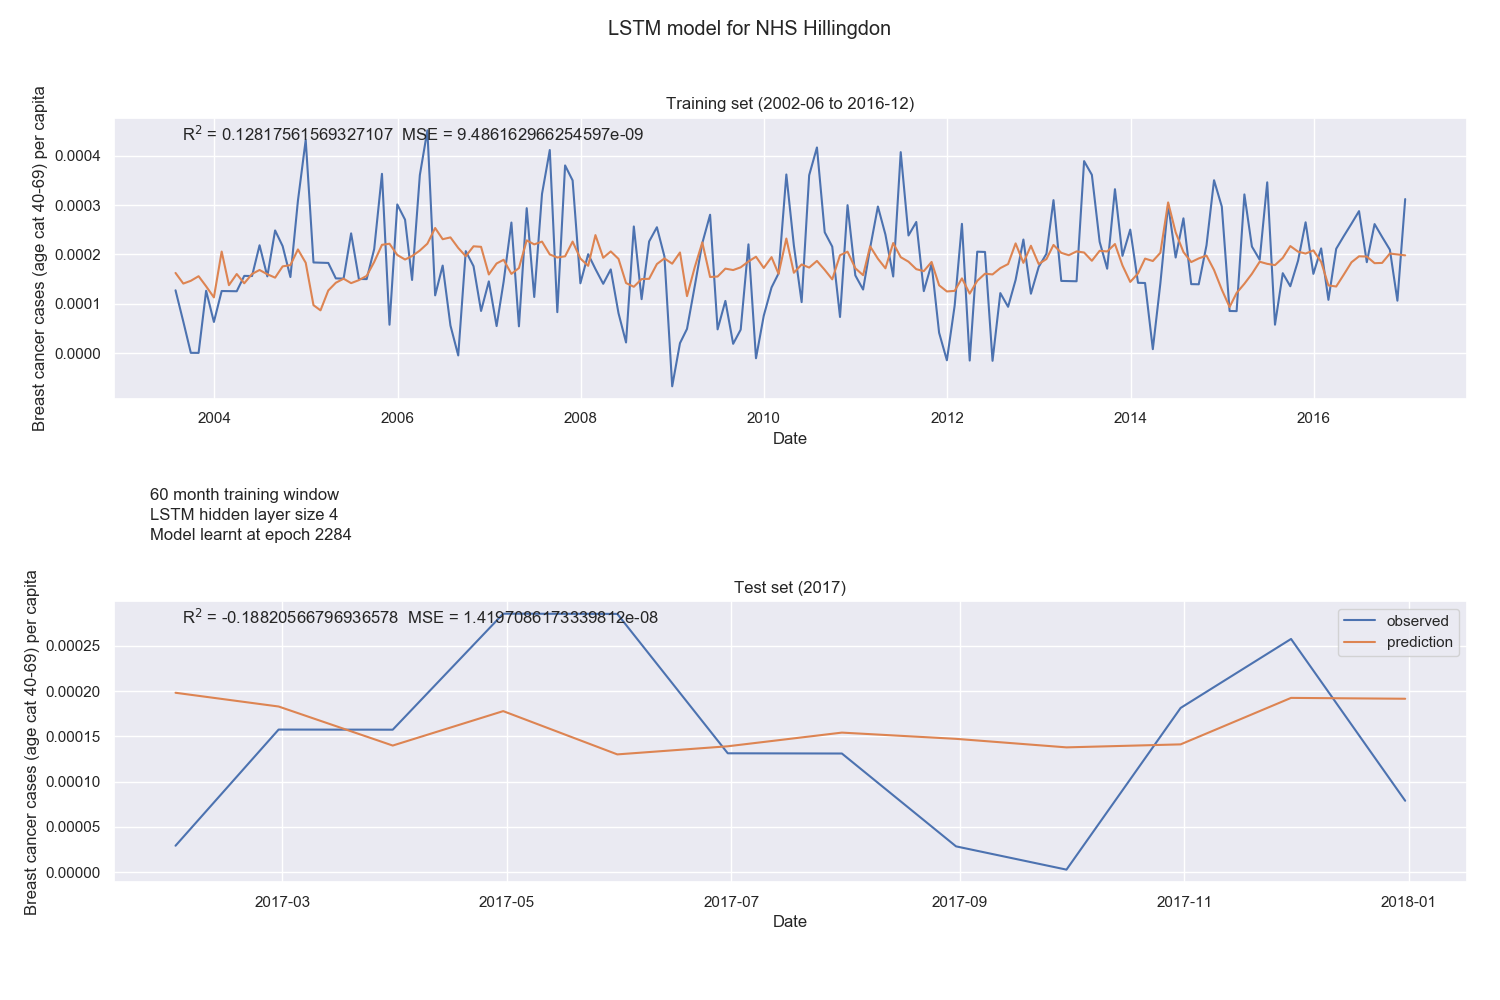 LSTM model for NHS Hillingdon
Training set (2002-06 to 2016-12)
R² = 0.12817561569327107  MSE = 9.486162966254597e-09
Breast cancer cases (age cat 40-69) per capita
0.0004
0.0003
0.0002
0.0001
0.0000
2004 2006 2008 2010 2012 2014 2016
Date
60 month training window
LSTM hidden layer size 4
Model learnt at epoch 2284
Test set (2017)
R² = -0.18820566796936578  MSE = 1.4197086173339812e-08
observed
prediction
Breast cancer cases (age cat 40-69) per capita
0.00025
0.00020
0.00015
0.00010
0.00005
0.00000
2017-03 2017-05 2017-07 2017-09 2017-11 2018-01
Date